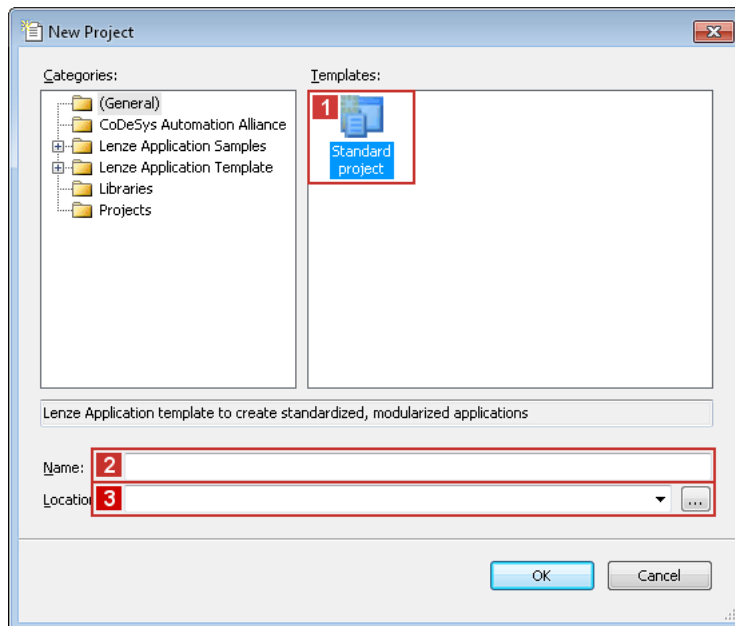 New Project
Categories:
Templates:
(General)
CoDeSys Automation Alliance
Lenze Application Samples
Lenze Application Template
Libraries
Projects
1
Standard
project
Lenze Application template to create standardized, modularized applications
Name:
2
Location
3
...
OK
Cancel